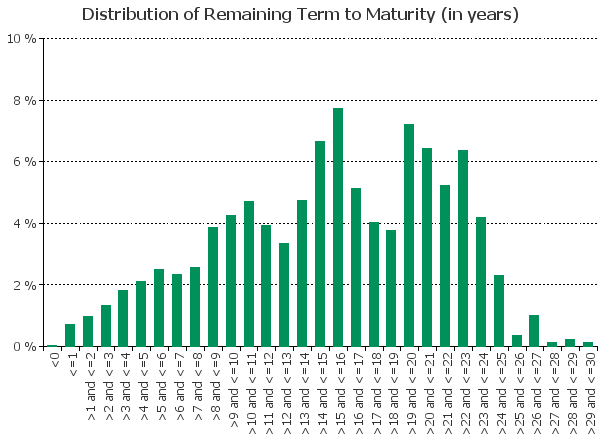 Distribution of Remaining Term to Maturity (in years)
10 %
8 %
6 %
4 %
2 %
0 %
<0
<=1
>1 and <=2
>2 and <=3
>3 and <=4
>4 and <=5
>5 and <=6
>6 and <=7
>7 and <=8
>8 and <=9
>9 and <=10
>10 and <=11
>11 and <=12
>12 and <=13
>13 and <=14
>14 and <=15
>15 and <=16
>16 and <=17
>17 and <=18
>18 and <=19
>19 and <=20
>20 and <=21
>21 and <=22
>22 and <=23
>23 and <=24
>24 and <=25
>25 and <=26
>26 and <=27
>27 and <=28
>28 and <=29
>29 and <=30